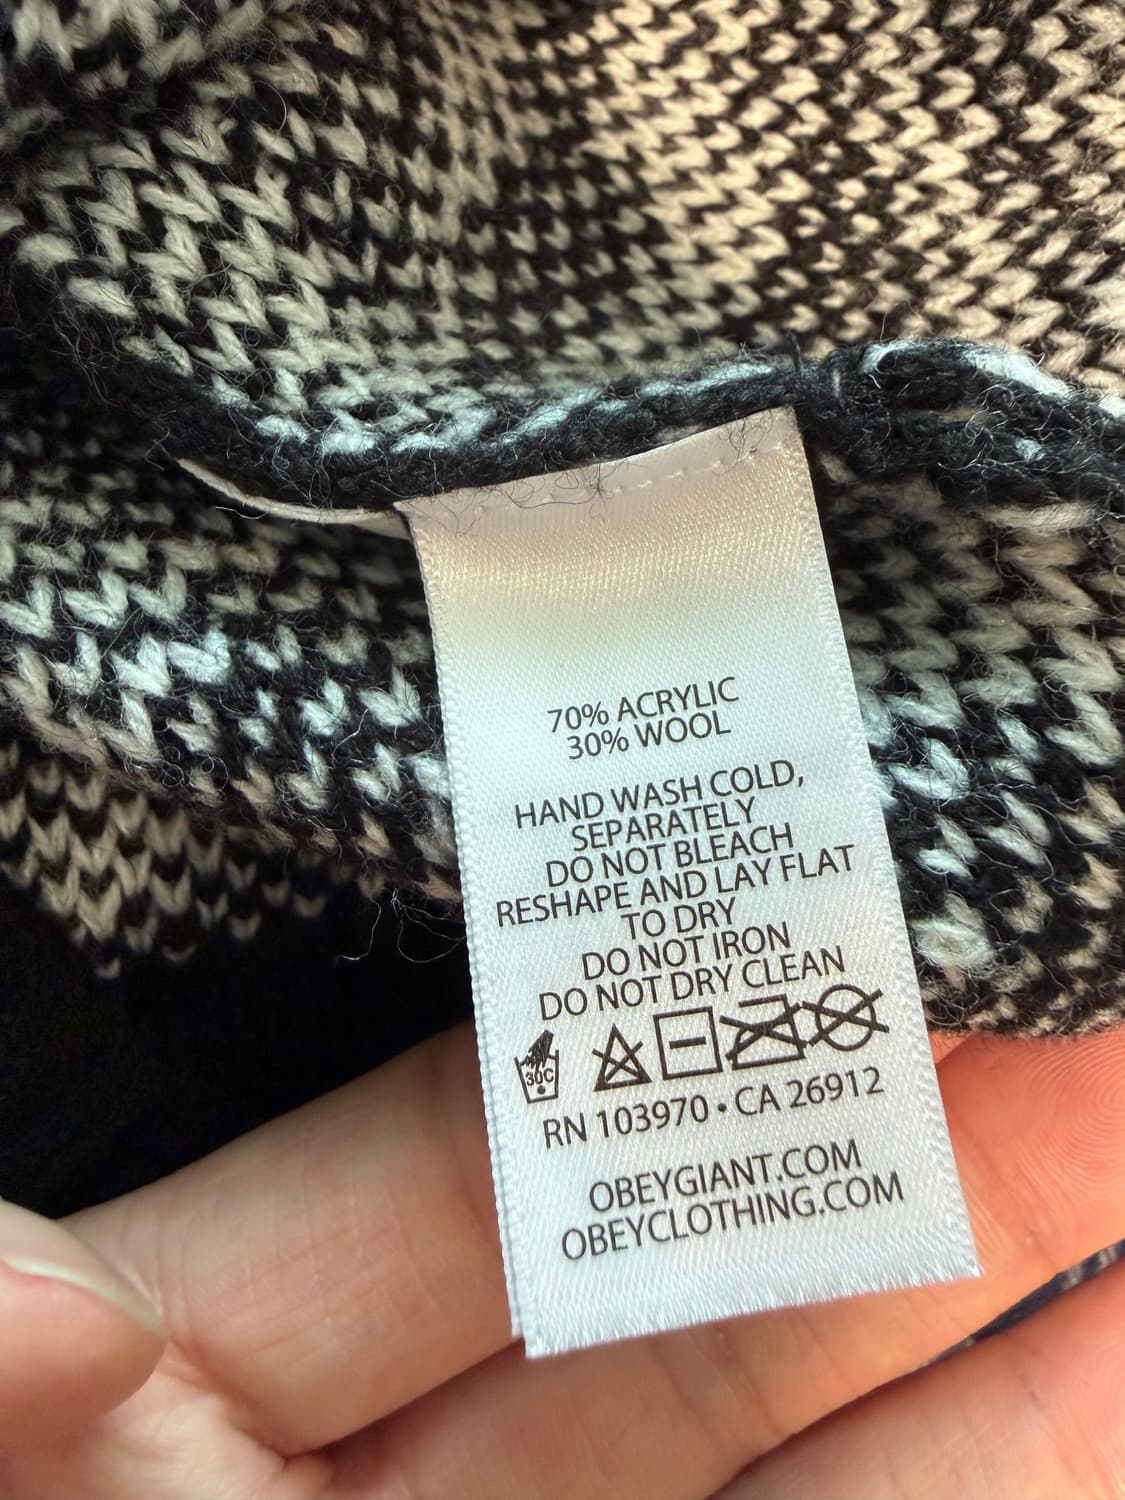 70% ACRYLIC
30% WOOL
HAND WASH COLD,
SEPARATELY
DO NOT BLEACH
RESHAPE AND LAY FLAT
TO DRY
DO NOT IRON
DO NOT DRY CLEAN
30C
RN 103970 • CA 26912
OBEYGIANT.COM
OBEYCLOTHING.COM